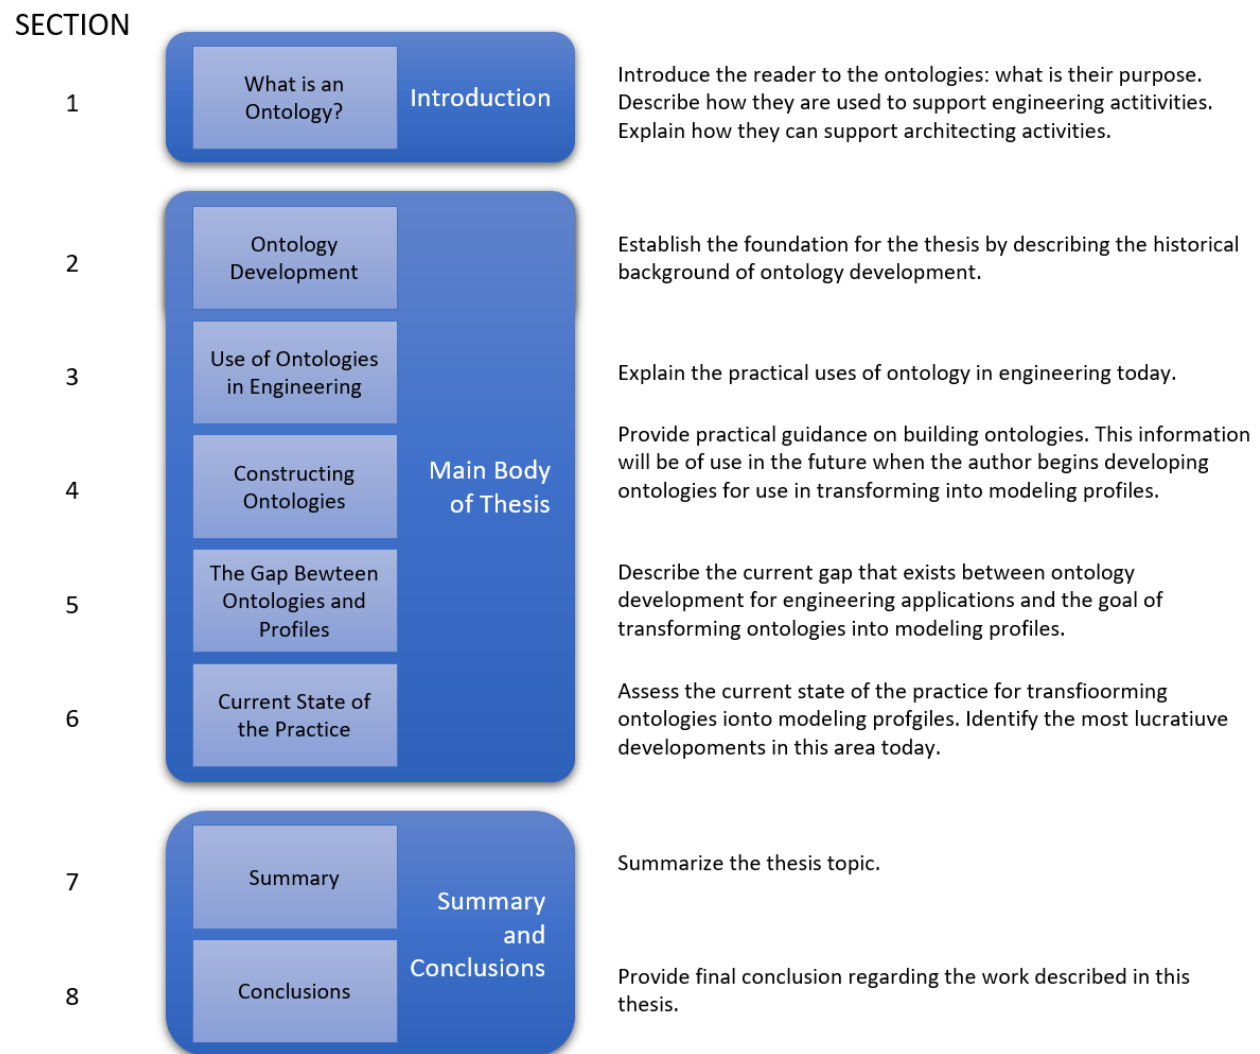 SECTION
1
What is an
Ontology?
Introduction
Introduce the reader to the ontologies: what is their purpose.
Describe how they are used to support engineering actitivities.
Explain how they can support architecting activities.
2
Ontology
Development
Establish the foundation for the thesis by describing the historical
background of ontology development.
3
Use of Ontologies
in Engineering
Explain the practical uses of ontology in engineering today.
4
Constructing
Ontologies
Main Body
of Thesis
Provide practical guidance on building ontologies. This information
will be of use in the future when the author begins developing
ontologies for use in transforming into modeling profiles.
5
The Gap Bewteen
Ontologies and
Profiles
Describe the current gap that exists between ontology
development for engineering applications and the goal of
transforming ontologies into modeling profiles.
6
Current State of
the Practice
Assess the current state of the practice for transfioorming
ontologies ionto modeling profgiles. Identify the most lucratiuve
developoments in this area today.
7
Summary
Summary
and
Conclusions
Summarize the thesis topic.
8
Conclusions
Provide final conclusion regarding the work described in this
thesis.